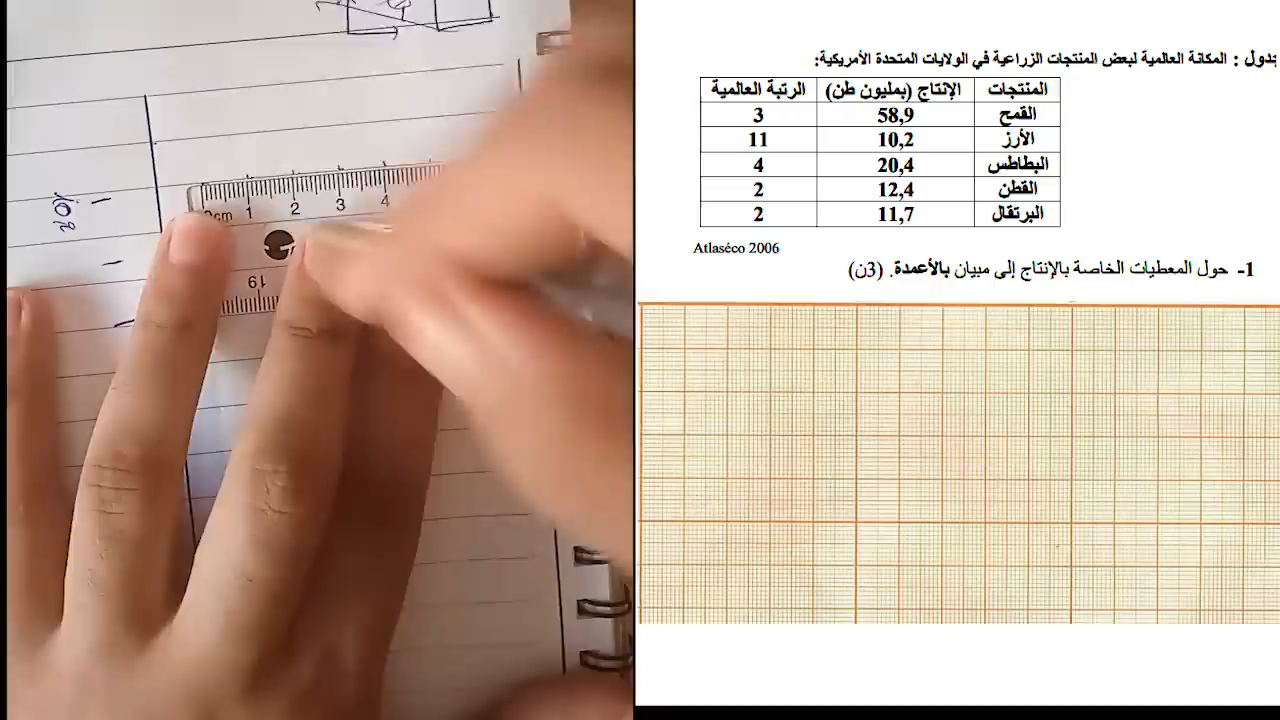 بدول : المكانة العالمية لبعض المنتجات الزراعية في الولايات المتحدة الأمريكية:
المنتجات الإنتاج (بمليون طن) الرتبة العالمية
القمح 58,9 3
الأرز 10,2 11
البطاطس 20,4 4
القطن 12,4 2
البرتقال 11,7 2
Atlaséco 2006
1- حول المعطيات الخاصة بالإنتاج إلى مبيان بالأعمدة. (3ن)
cm 1 2 3 4
19